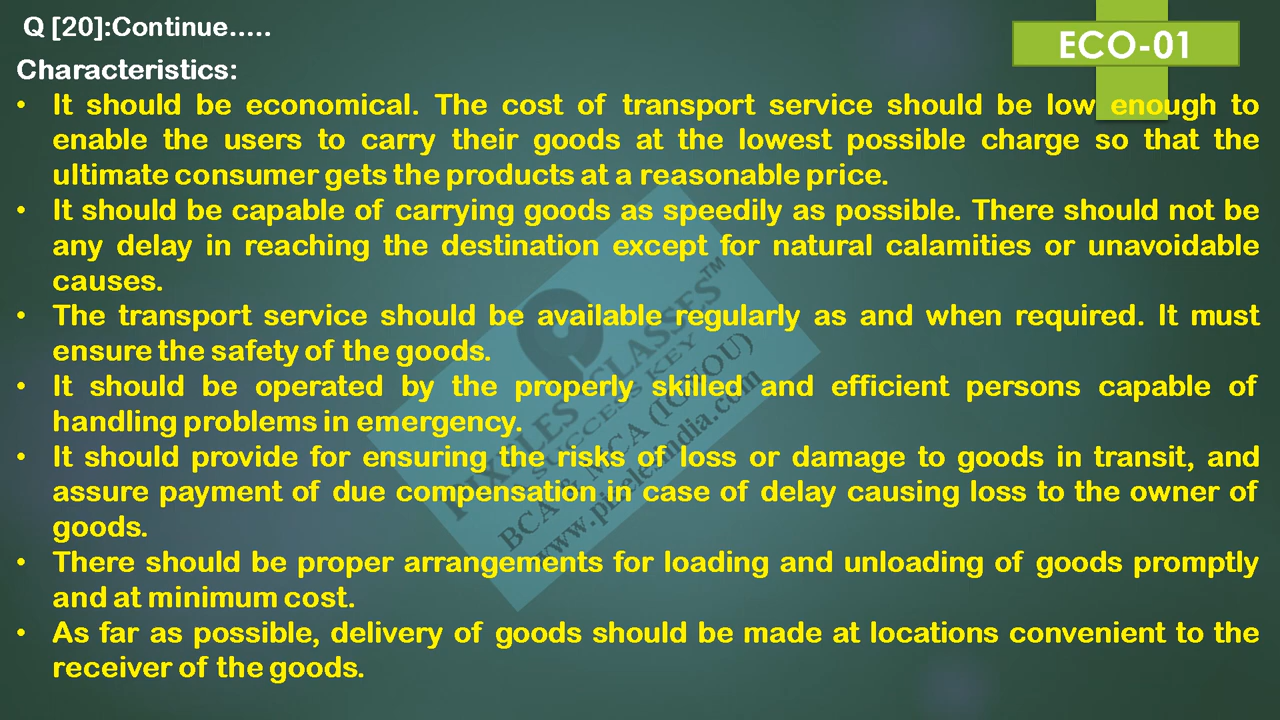 Q [20]:Continue.....
ECO-01
Characteristics:
• It should be economical. The cost of transport service should be low enough to
enable the users to carry their goods at the lowest possible charge so that the
ultimate consumer gets the products at a reasonable price.
• It should be capable of carrying goods as speedily as possible. There should not be
any delay in reaching the destination except for natural calamities or unavoidable
causes.
• The transport service should be available regularly as and when required. It must
ensure the safety of the goods.
• It should be operated by the properly skilled and efficient persons capable of
handling problems in emergency.
• It should provide for ensuring the risks of loss or damage to goods in transit, and
assure payment of due compensation in case of delay causing loss to the owner of
goods.
• There should be proper arrangements for loading and unloading of goods promptly
and at minimum cost.
• As far as possible, delivery of goods should be made at locations convenient to the
receiver of the goods.
CLASSES™
SUCCESS KEY
BCA & MCA (IGNOU)